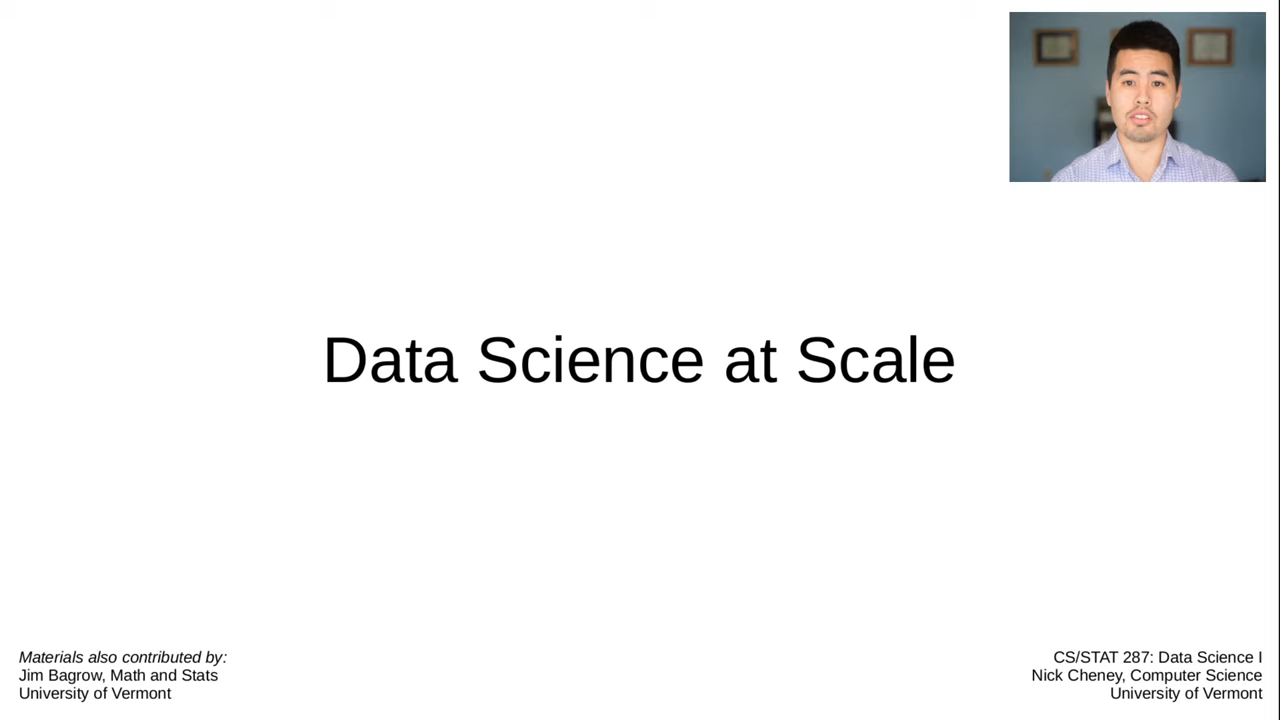 Data Science at Scale
Materials also contributed by:
Jim Bagrow, Math and Stats
University of Vermont
CS/STAT 287: Data Science I
Nick Cheney, Computer Science
University of Vermont